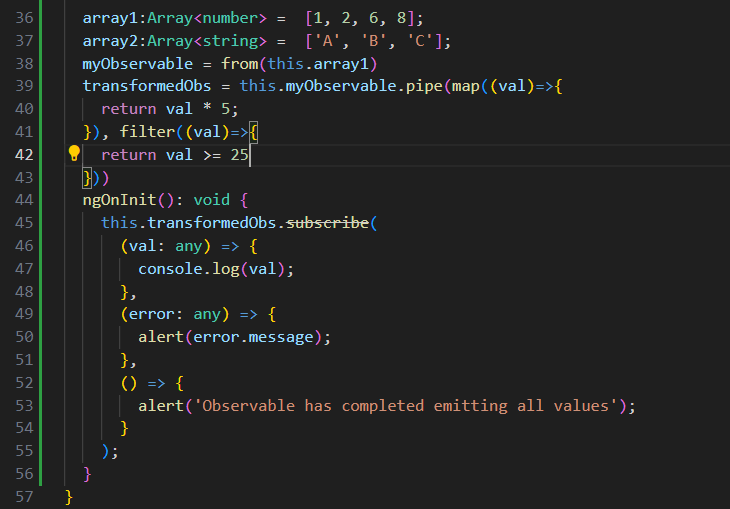 36 array1:Array<number> =  [1, 2, 6, 8];
37 array2:Array<string> =  ['A', 'B', 'C'];
38 myObservable = from(this.array1)
39 transformedObs = this.myObservable.pipe(map((val)=>{
40   return val * 5;
41 }), filter((val)=>{
42   return val >= 25
43 }))
44 ngOnInit(): void {
45   this.transformedObs.subscribe(
46     (val: any) => {
47       console.log(val);
48     },
49     (error: any) => {
50       alert(error.message);
51     },
52     () => {
53       alert('Observable has completed emitting all values');
54     }
55   );
56 }
57 }